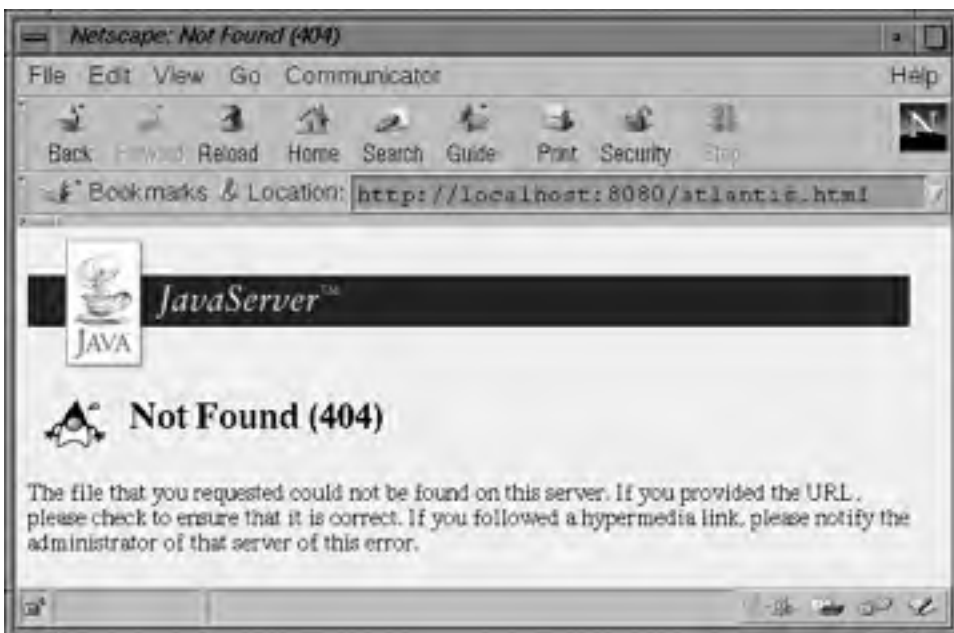 Netscape: Not Found (404)
File Edit View Go Communicator Help
Back Forward Reload Home Search Guide Print Security Stop
Bookmarks & Location: http://localhost:8080/atlantis.html
N
JavaServer™
JAVA
Not Found (404)
The file that you requested could not be found on this server. If you provided the URL,
please check to ensure that it is correct. If you followed a hypermedia link, please notify the
administrator of that server of this error.